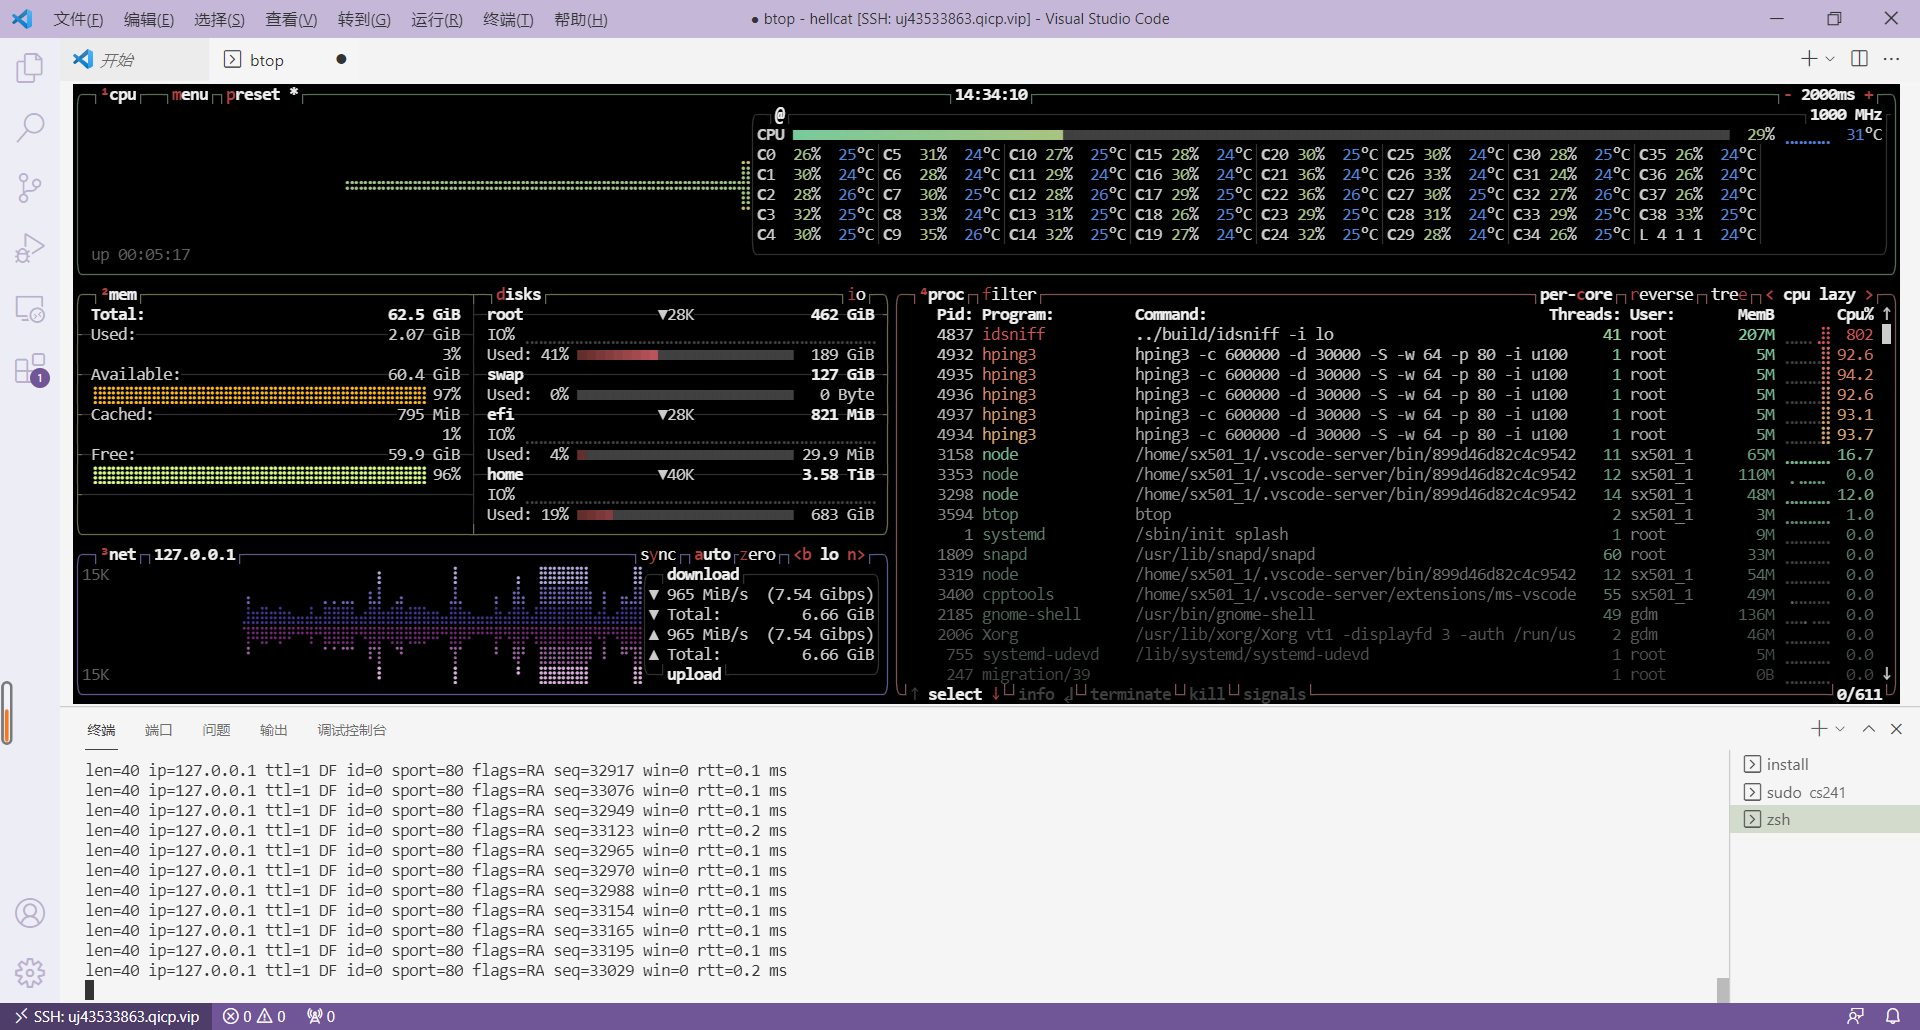 文件(F) 编辑(E) 选择(S) 查看(V) 转到(G) 运行(R) 终端(T) 帮助(H) ● btop - hellcat [SSH: uj43533863.qicp.vip] - Visual Studio Code
开始 btop
¹cpu menu preset * 14:34:10 - 2000ms +
@ 1000 MHz
CPU 29% 31°C
C0 26% 25°C C5 31% 24°C C10 27% 25°C C15 28% 24°C C20 30% 25°C C25 30% 24°C C30 28% 25°C C35 26% 24°C
C1 30% 24°C C6 28% 24°C C11 29% 24°C C16 30% 24°C C21 36% 24°C C26 33% 24°C C31 24% 24°C C36 26% 24°C
C2 28% 26°C C7 30% 25°C C12 28% 26°C C17 29% 25°C C22 36% 26°C C27 30% 25°C C32 27% 26°C C37 26% 24°C
C3 32% 25°C C8 33% 24°C C13 31% 25°C C18 26% 25°C C23 29% 25°C C28 31% 24°C C33 29% 25°C C38 33% 25°C
C4 30% 25°C C9 35% 26°C C14 32% 25°C C19 27% 24°C C24 32% 25°C C29 28% 24°C C34 26% 25°C L 4 1 1 24°C
up 00:05:17
²mem
Total: 62.5 GiB
Used: 2.07 GiB
3%
Available: 60.4 GiB
97%
Cached: 795 MiB
1%
Free: 59.9 GiB
96%
disks io
root ▼28K 462 GiB
IO%
Used: 41% 189 GiB
swap 127 GiB
Used: 0% 0 Byte
efi ▼28K 821 MiB
IO%
Used: 4% 29.9 MiB
home ▼40K 3.58 TiB
IO%
Used: 19% 683 GiB
³net 127.0.0.1 sync auto zero <b lo n>
15K
download
▼ 965 MiB/s (7.54 Gibps)
▼ Total: 6.66 GiB
▲ 965 MiB/s (7.54 Gibps)
▲ Total: 6.66 GiB
upload
15K
⁴proc filter per-core reverse tree < cpu lazy >
Pid: Program: Command: Threads: User: MemB Cpu% ↑
4837 idsniff ../build/idsniff -i lo 41 root 207M 802
4932 hping3 hping3 -c 600000 -d 30000 -S -w 64 -p 80 -i u100 1 root 5M 92.6
4935 hping3 hping3 -c 600000 -d 30000 -S -w 64 -p 80 -i u100 1 root 5M 94.2
4936 hping3 hping3 -c 600000 -d 30000 -S -w 64 -p 80 -i u100 1 root 5M 92.6
4937 hping3 hping3 -c 600000 -d 30000 -S -w 64 -p 80 -i u100 1 root 5M 93.1
4934 hping3 hping3 -c 600000 -d 30000 -S -w 64 -p 80 -i u100 1 root 5M 93.7
3158 node /home/sx501_1/.vscode-server/bin/899d46d82c4c9542 11 sx501_1 65M 16.7
3353 node /home/sx501_1/.vscode-server/bin/899d46d82c4c9542 12 sx501_1 110M 0.0
3298 node /home/sx501_1/.vscode-server/bin/899d46d82c4c9542 14 sx501_1 48M 12.0
3594 btop btop 2 sx501_1 3M 1.0
1 systemd /sbin/init splash 1 root 9M 0.0
1809 snapd /usr/lib/snapd/snapd 60 root 33M 0.0
3319 node /home/sx501_1/.vscode-server/bin/899d46d82c4c9542 12 sx501_1 54M 0.0
3400 cpptools /home/sx501_1/.vscode-server/extensions/ms-vscode 55 sx501_1 49M 0.0
2185 gnome-shell /usr/bin/gnome-shell 49 gdm 136M 0.0
2006 Xorg /usr/lib/xorg/Xorg vt1 -displayfd 3 -auth /run/us 2 gdm 46M 0.0
755 systemd-udevd /lib/systemd/systemd-udevd 1 root 5M 0.0
247 migration/39 1 root 0B 0.0 ↓
↑ select ↓ info ↲ terminate kill signals 0/611
终端 端口 问题 输出 调试控制台
len=40 ip=127.0.0.1 ttl=1 DF id=0 sport=80 flags=RA seq=32917 win=0 rtt=0.1 ms
len=40 ip=127.0.0.1 ttl=1 DF id=0 sport=80 flags=RA seq=33076 win=0 rtt=0.1 ms
len=40 ip=127.0.0.1 ttl=1 DF id=0 sport=80 flags=RA seq=32949 win=0 rtt=0.1 ms
len=40 ip=127.0.0.1 ttl=1 DF id=0 sport=80 flags=RA seq=33123 win=0 rtt=0.2 ms
len=40 ip=127.0.0.1 ttl=1 DF id=0 sport=80 flags=RA seq=32965 win=0 rtt=0.1 ms
len=40 ip=127.0.0.1 ttl=1 DF id=0 sport=80 flags=RA seq=32970 win=0 rtt=0.1 ms
len=40 ip=127.0.0.1 ttl=1 DF id=0 sport=80 flags=RA seq=32988 win=0 rtt=0.1 ms
len=40 ip=127.0.0.1 ttl=1 DF id=0 sport=80 flags=RA seq=33154 win=0 rtt=0.1 ms
len=40 ip=127.0.0.1 ttl=1 DF id=0 sport=80 flags=RA seq=33165 win=0 rtt=0.1 ms
len=40 ip=127.0.0.1 ttl=1 DF id=0 sport=80 flags=RA seq=33195 win=0 rtt=0.1 ms
len=40 ip=127.0.0.1 ttl=1 DF id=0 sport=80 flags=RA seq=33029 win=0 rtt=0.2 ms
install
sudo cs241
zsh
1
SSH: uj43533863.qicp.vip 0 0 0